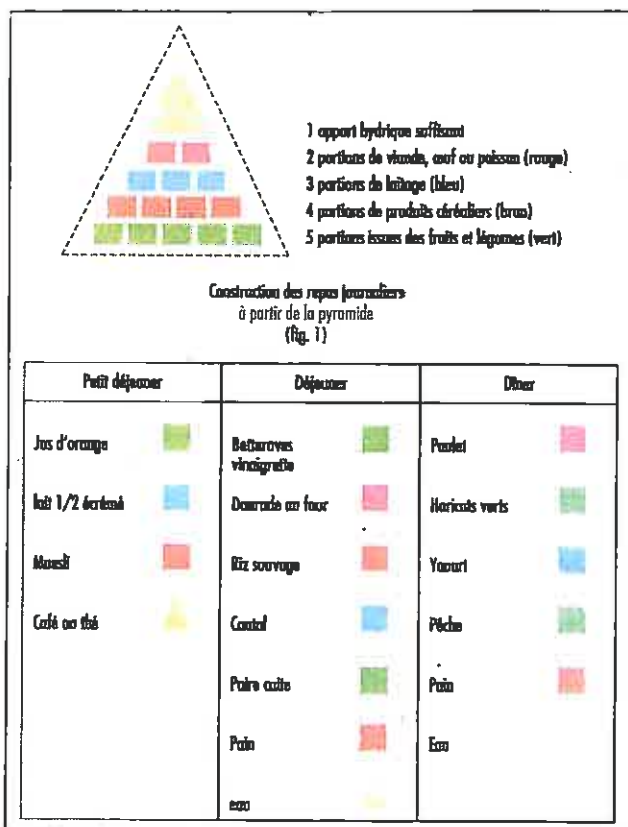 1 apport hydrique suffisant
2 portions de viande, œuf ou poisson (rouge)
3 portions de laitage (bleu)
4 portions de produits céréaliers (brun)
5 portions issues des fruits et légumes (vert)
Construction des repas journaliers
à partir de la pyramide
(fig. 1)
Petit déjeuner
Déjeuner
Dîner
Jus d'orange
lait 1/2 écrémé
Muesli
Café ou thé
Betteraves
vinaigrette
Daurade au four
Riz sauvage
Cantal
Poire cuite
Pain
eau
Poulet
Haricots verts
Yaourt
Pêche
Pain
Eau